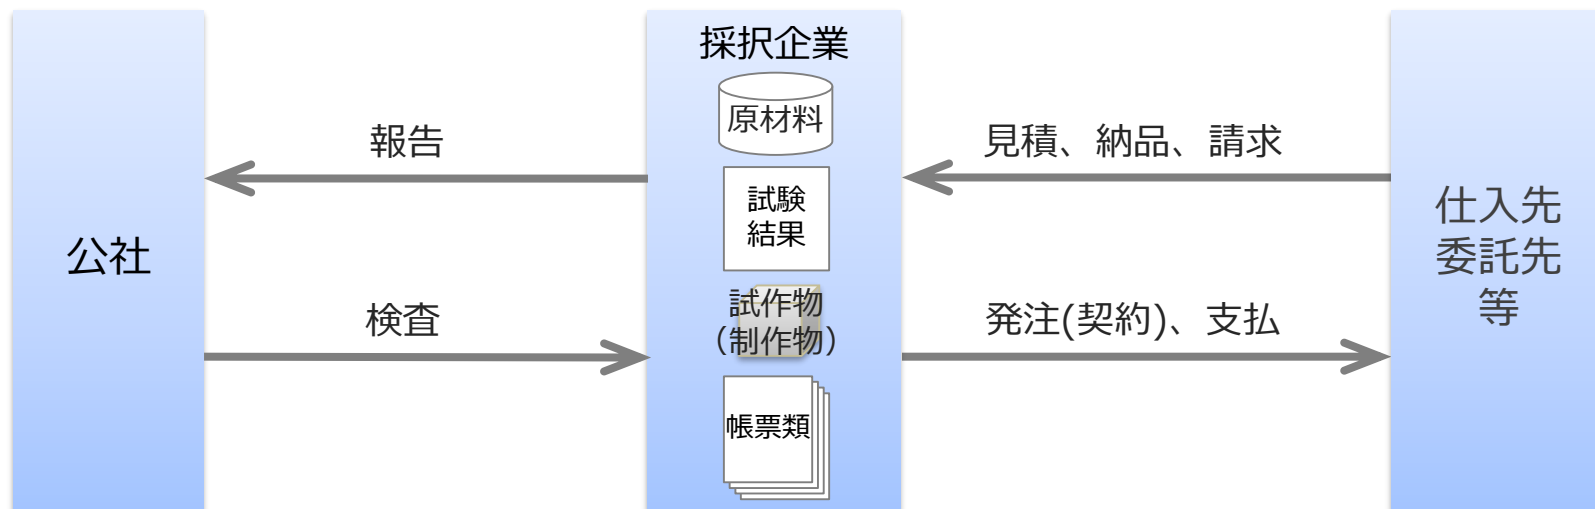 公社
報告
検査
採択企業
原材料
試験
結果
試作物
（制作物）
帳票類
見積、納品、請求
発注(契約)、支払
仕入先
委託先
等